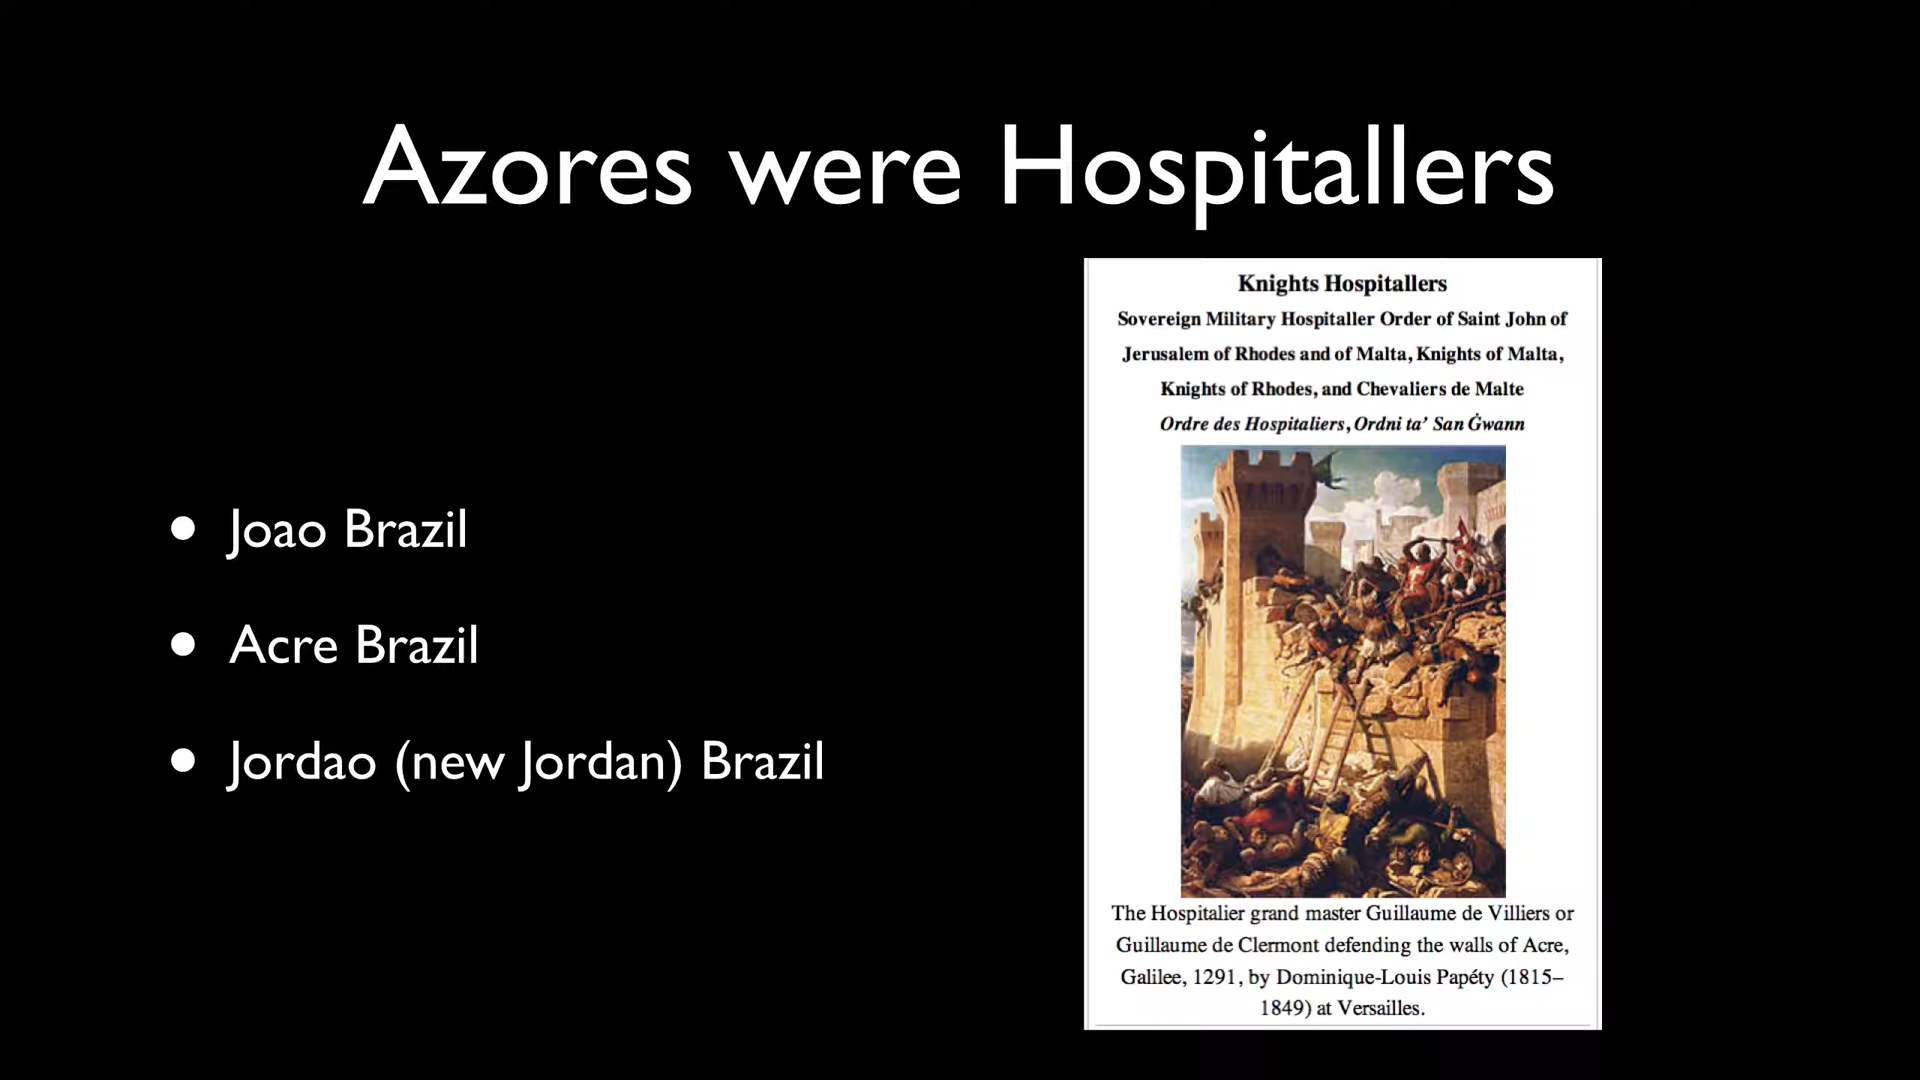 Azores were Hospitallers
Joao Brazil
Acre Brazil
Jordao (new Jordan) Brazil
Knights Hospitallers
Sovereign Military Hospitaller Order of Saint John of
Jerusalem of Rhodes and of Malta, Knights of Malta,
Knights of Rhodes, and Chevaliers de Malte
Ordre des Hospitaliers, Ordni ta’ San Ġwann
The Hospitalier grand master Guillaume de Villiers or
Guillaume de Clermont defending the walls of Acre,
Galilee, 1291, by Dominique-Louis Papéty (1815–
1849) at Versailles.